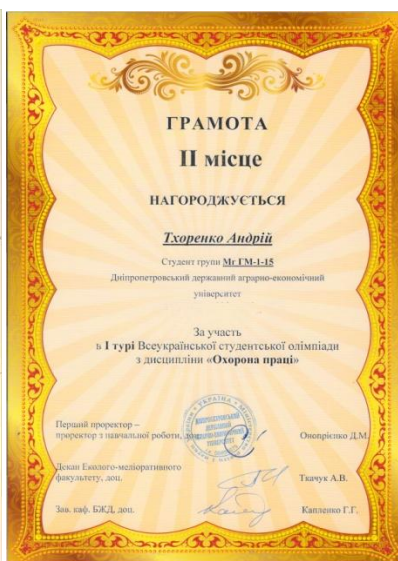 ГРАМОТА
II місце
НАГОРОДЖУЄТЬСЯ
Тхоренко Андрій
Студент групи Мг ГМ-1-15
Дніпропетровський державний аграрно-економічний
університет
За участь
в I турі Всеукраїнської студентської олімпіади
з дисципліни «Охорона праці»
Перший проректор –
проректор з навчальної роботи, Онопрієнко Д.М.
Декан Еколого-меліоративного
факультету, доц. Ткачук А.В.
Зав. каф. БЖД, доц. Капленко Г.Г.
УКРАЇНА